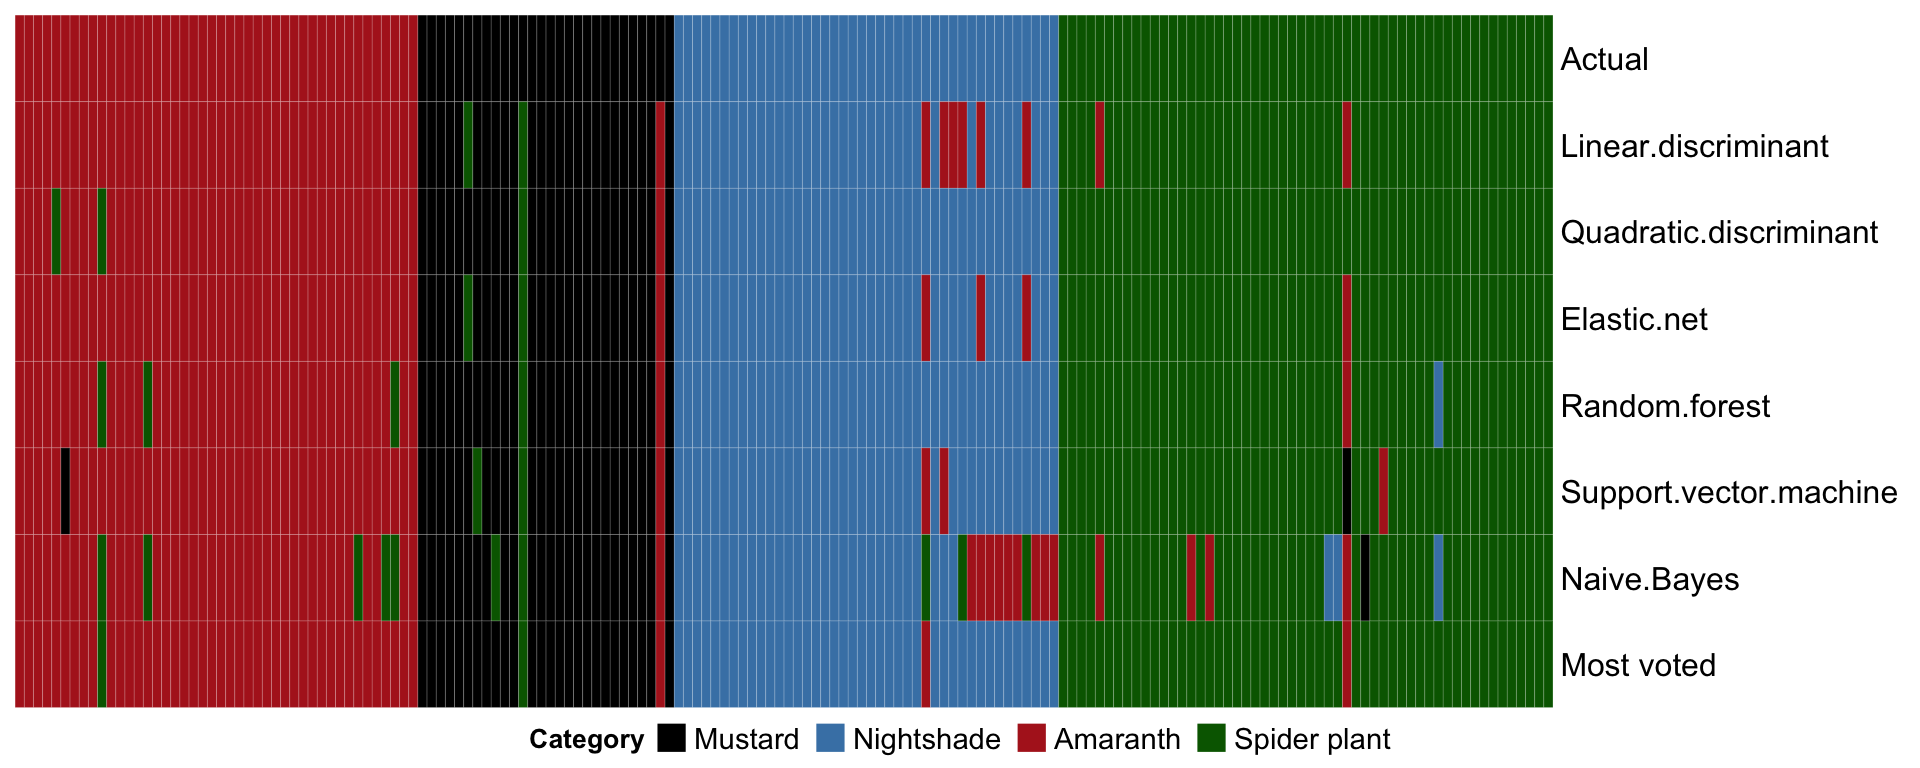 Actual
Linear.discriminant
Quadratic.discriminant
Elastic.net
Random.forest
Support.vector.machine
Naive.Bayes
Most voted
Category Mustard Nightshade Amaranth Spider plant